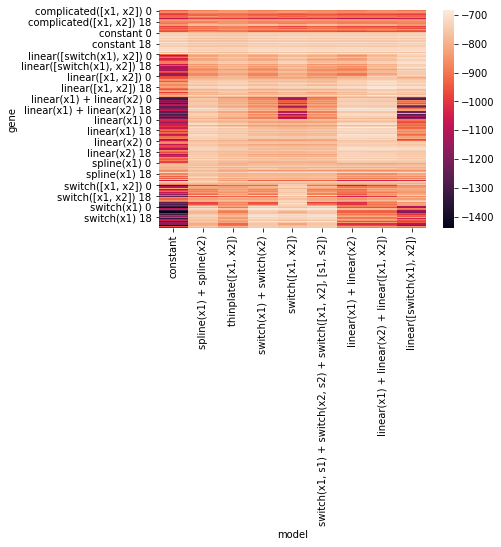 complicated([x1, x2]) 0
complicated([x1, x2]) 18
constant 0
constant 18
linear([switch(x1), x2]) 0
linear([switch(x1), x2]) 18
linear([x1, x2]) 0
linear([x1, x2]) 18
linear(x1) + linear(x2) 0
linear(x1) + linear(x2) 18
linear(x1) 0
linear(x1) 18
linear(x2) 0
linear(x2) 18
spline(x1) 0
spline(x1) 18
switch([x1, x2]) 0
switch([x1, x2]) 18
switch(x1) 0
switch(x1) 18
gene
constant
spline(x1) + spline(x2)
thinplate([x1, x2])
switch(x1) + switch(x2)
switch([x1, x2])
switch(x1, s1) + switch(x2, s2) + switch([x1, x2], [s1, s2])
linear(x1) + linear(x2)
linear(x1) + linear(x2) + linear([x1, x2])
linear([switch(x1), x2])
model
−700
−800
−900
−1000
−1100
−1200
−1300
−1400